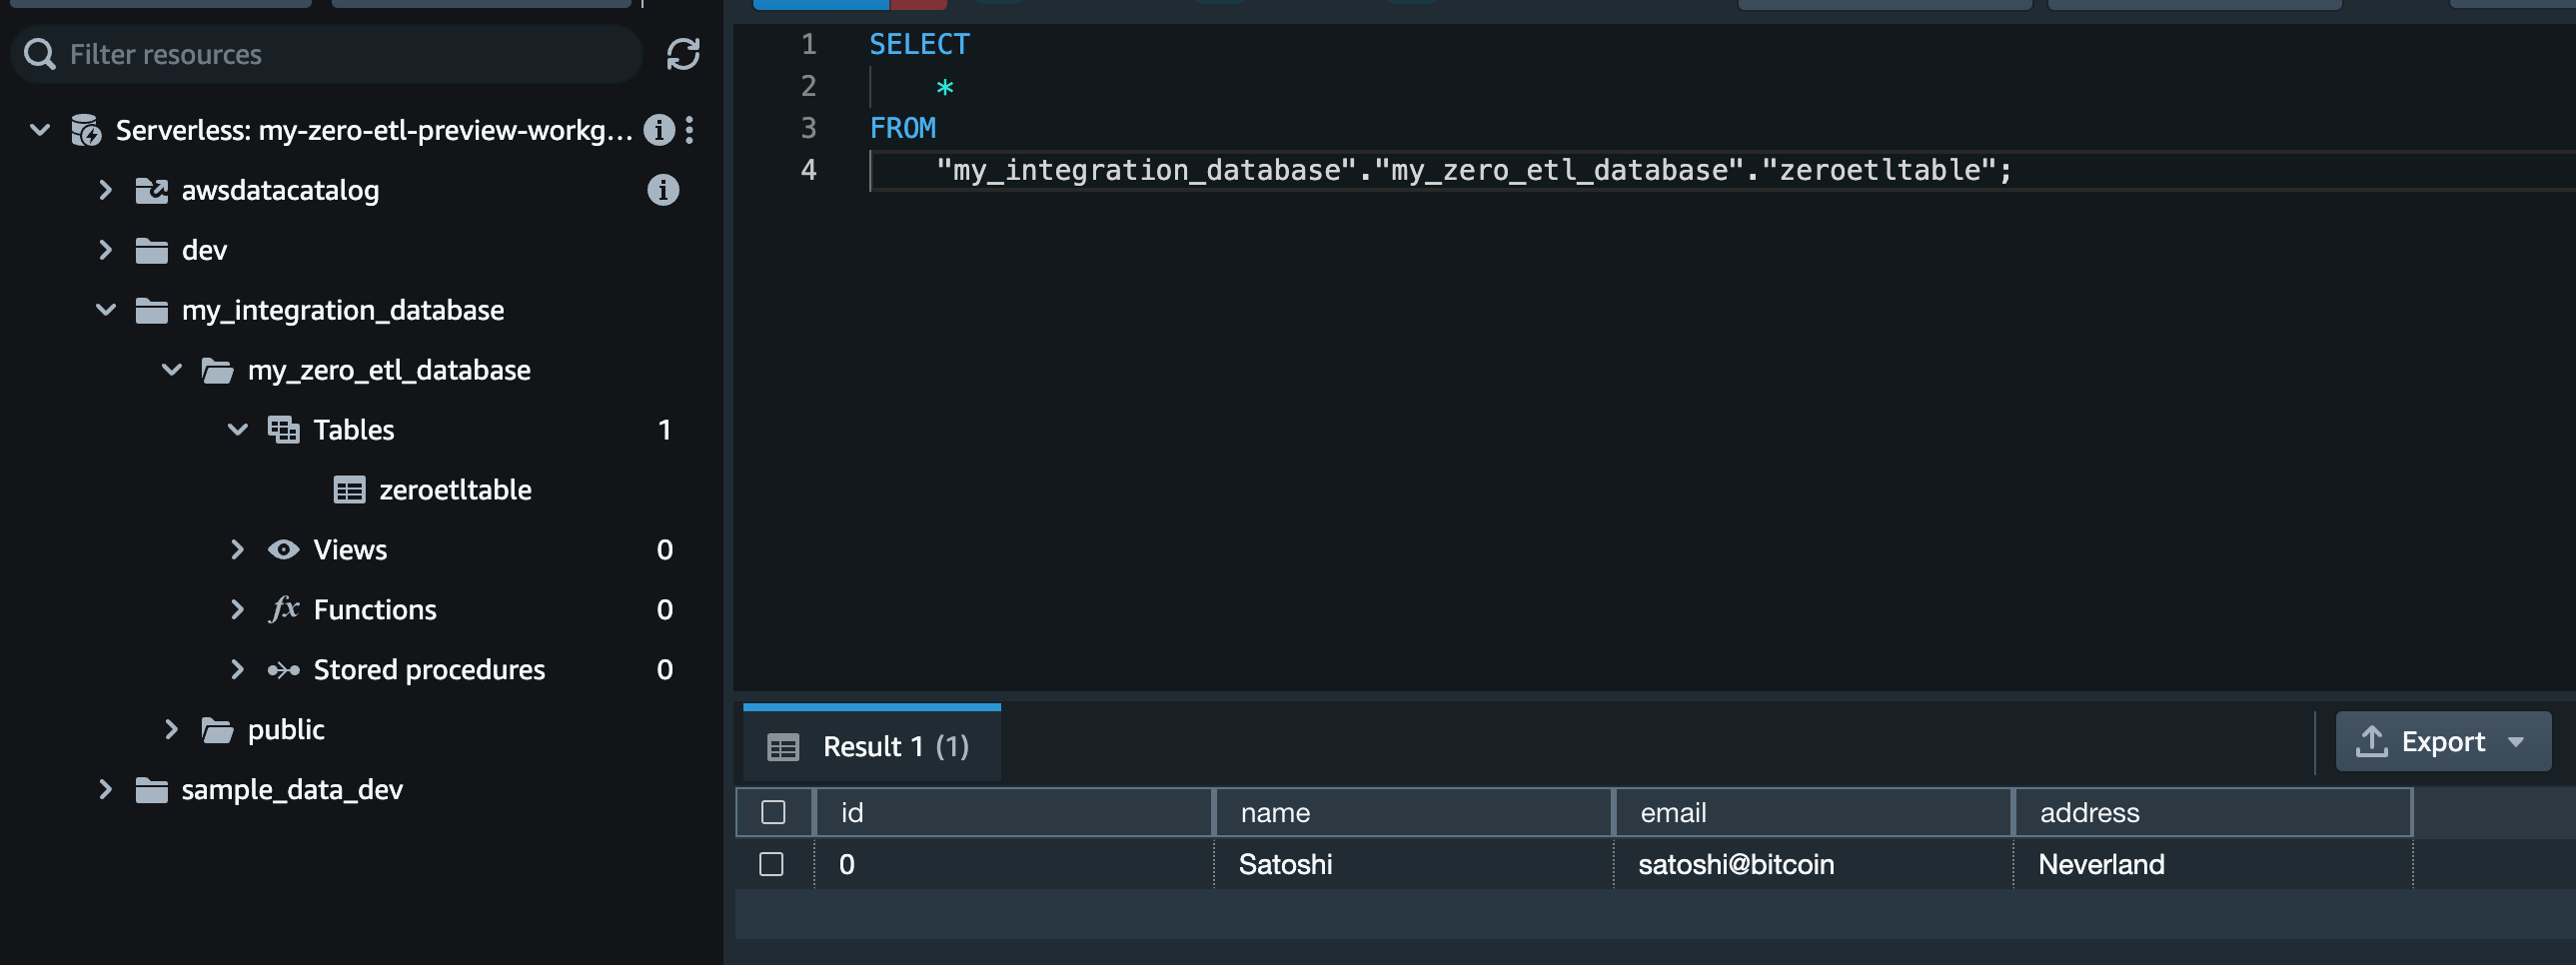 Filter resources
Serverless: my-zero-etl-preview-workg...
awsdatacatalog
dev
my_integration_database
my_zero_etl_database
Tables 1
zeroetltable
Views 0
fx Functions 0
Stored procedures 0
public
sample_data_dev
1 SELECT
2 *
3 FROM
4 "my_integration_database"."my_zero_etl_database"."zeroetltable";
Result 1 (1)
Export
id name email address
0 Satoshi satoshi@bitcoin Neverland